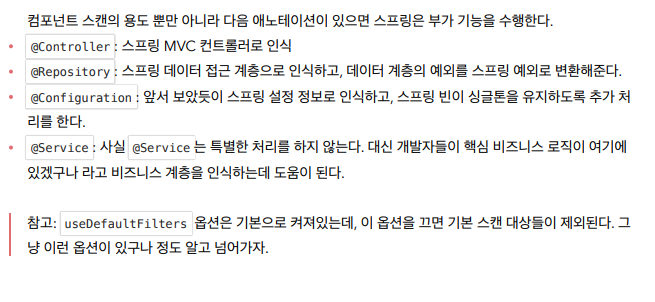 컴포넌트 스캔의 용도 뿐만 아니라 다음 애노테이션이 있으면 스프링은 부가 기능을 수행한다.
• @Controller : 스프링 MVC 컨트롤러로 인식
• @Repository : 스프링 데이터 접근 계층으로 인식하고, 데이터 계층의 예외를 스프링 예외로 변환해준다.
• @Configuration : 앞서 보았듯이 스프링 설정 정보로 인식하고, 스프링 빈이 싱글톤을 유지하도록 추가 처
리를 한다.
• @Service : 사실 @Service 는 특별한 처리를 하지 않는다. 대신 개발자들이 핵심 비즈니스 로직이 여기에
있겠구나 라고 비즈니스 계층을 인식하는데 도움이 된다.
참고: useDefaultFilters 옵션은 기본으로 켜져있는데, 이 옵션을 끄면 기본 스캔 대상들이 제외된다. 그
냥 이런 옵션이 있구나 정도 알고 넘어가자.